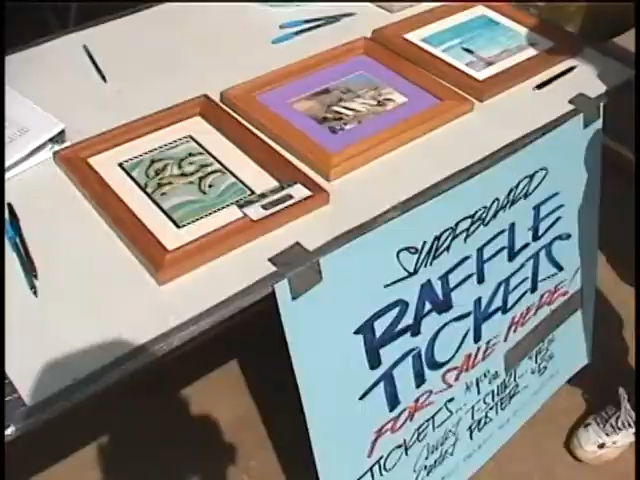 SURFBOARD
RAFFLE
TICKETS
FOR SALE HERE!
TICKETS
T-SHIRT
POSTER